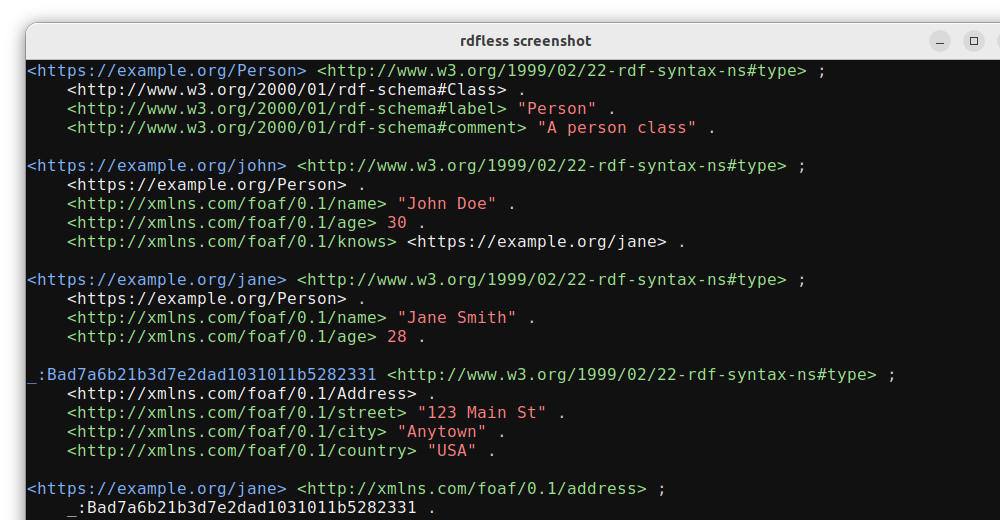 rdfless screenshot
<https://example.org/Person> <http://www.w3.org/1999/02/22-rdf-syntax-ns#type> ;
    <http://www.w3.org/2000/01/rdf-schema#Class> .
    <http://www.w3.org/2000/01/rdf-schema#label> "Person" .
    <http://www.w3.org/2000/01/rdf-schema#comment> "A person class" .

<https://example.org/john> <http://www.w3.org/1999/02/22-rdf-syntax-ns#type> ;
    <https://example.org/Person> .
    <http://xmlns.com/foaf/0.1/name> "John Doe" .
    <http://xmlns.com/foaf/0.1/age> 30 .
    <http://xmlns.com/foaf/0.1/knows> <https://example.org/jane> .

<https://example.org/jane> <http://www.w3.org/1999/02/22-rdf-syntax-ns#type> ;
    <https://example.org/Person> .
    <http://xmlns.com/foaf/0.1/name> "Jane Smith" .
    <http://xmlns.com/foaf/0.1/age> 28 .

_:Bad7a6b21b3d7e2dad1031011b5282331 <http://www.w3.org/1999/02/22-rdf-syntax-ns#type> ;
    <http://xmlns.com/foaf/0.1/Address> .
    <http://xmlns.com/foaf/0.1/street> "123 Main St" .
    <http://xmlns.com/foaf/0.1/city> "Anytown" .
    <http://xmlns.com/foaf/0.1/country> "USA" .

<https://example.org/jane> <http://xmlns.com/foaf/0.1/address> ;
    _:Bad7a6b21b3d7e2dad1031011b5282331 .